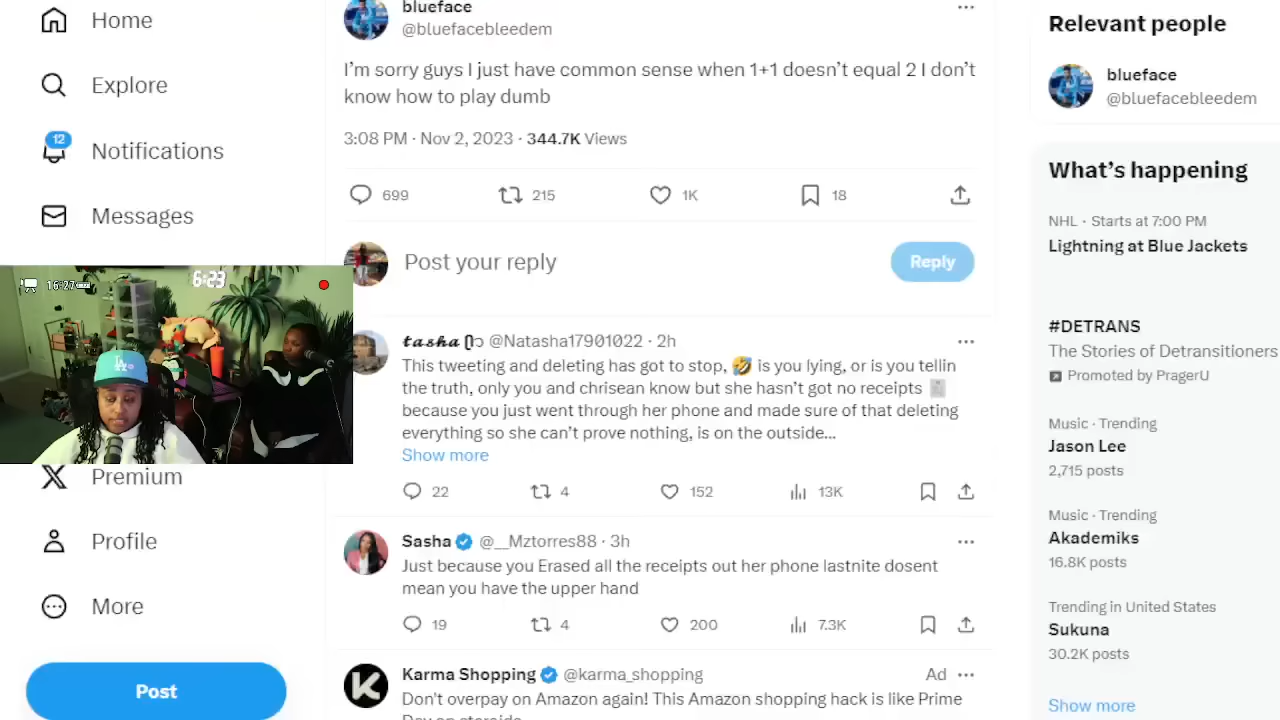 Home
Explore
12
Notifications
Messages
Premium
Profile
More
Post
blueface
@bluefacebleedem
I'm sorry guys I just have common sense when 1+1 doesn't equal 2 I don't
know how to play dumb
3:08 PM · Nov 2, 2023 · 344.7K Views
699 215 1K 18
Post your reply
Reply
16:27
6:23
LA
tasha @Natasha17901022 · 2h
This tweeting and deleting has got to stop, 🤣 is you lying, or is you tellin
the truth, only you and chrisean know but she hasn't got no receipts 🧾
because you just went through her phone and made sure of that deleting
everything so she can't prove nothing, is on the outside...
Show more
22 4 152 13K
Sasha @__Mztorres88 · 3h
Just because you Erased all the receipts out her phone lastnite dosent
mean you have the upper hand
19 4 200 7.3K
Karma Shopping @karma_shopping Ad
Don't overpay on Amazon again! This Amazon shopping hack is like Prime
Day on steroids
Relevant people
blueface
@bluefacebleedem
What's happening
NHL · Starts at 7:00 PM
Lightning at Blue Jackets
#DETRANS
The Stories of Detransitioners
Promoted by PragerU
Music · Trending
Jason Lee
2,715 posts
Music · Trending
Akademiks
16.8K posts
Trending in United States
Sukuna
30.2K posts
Show more